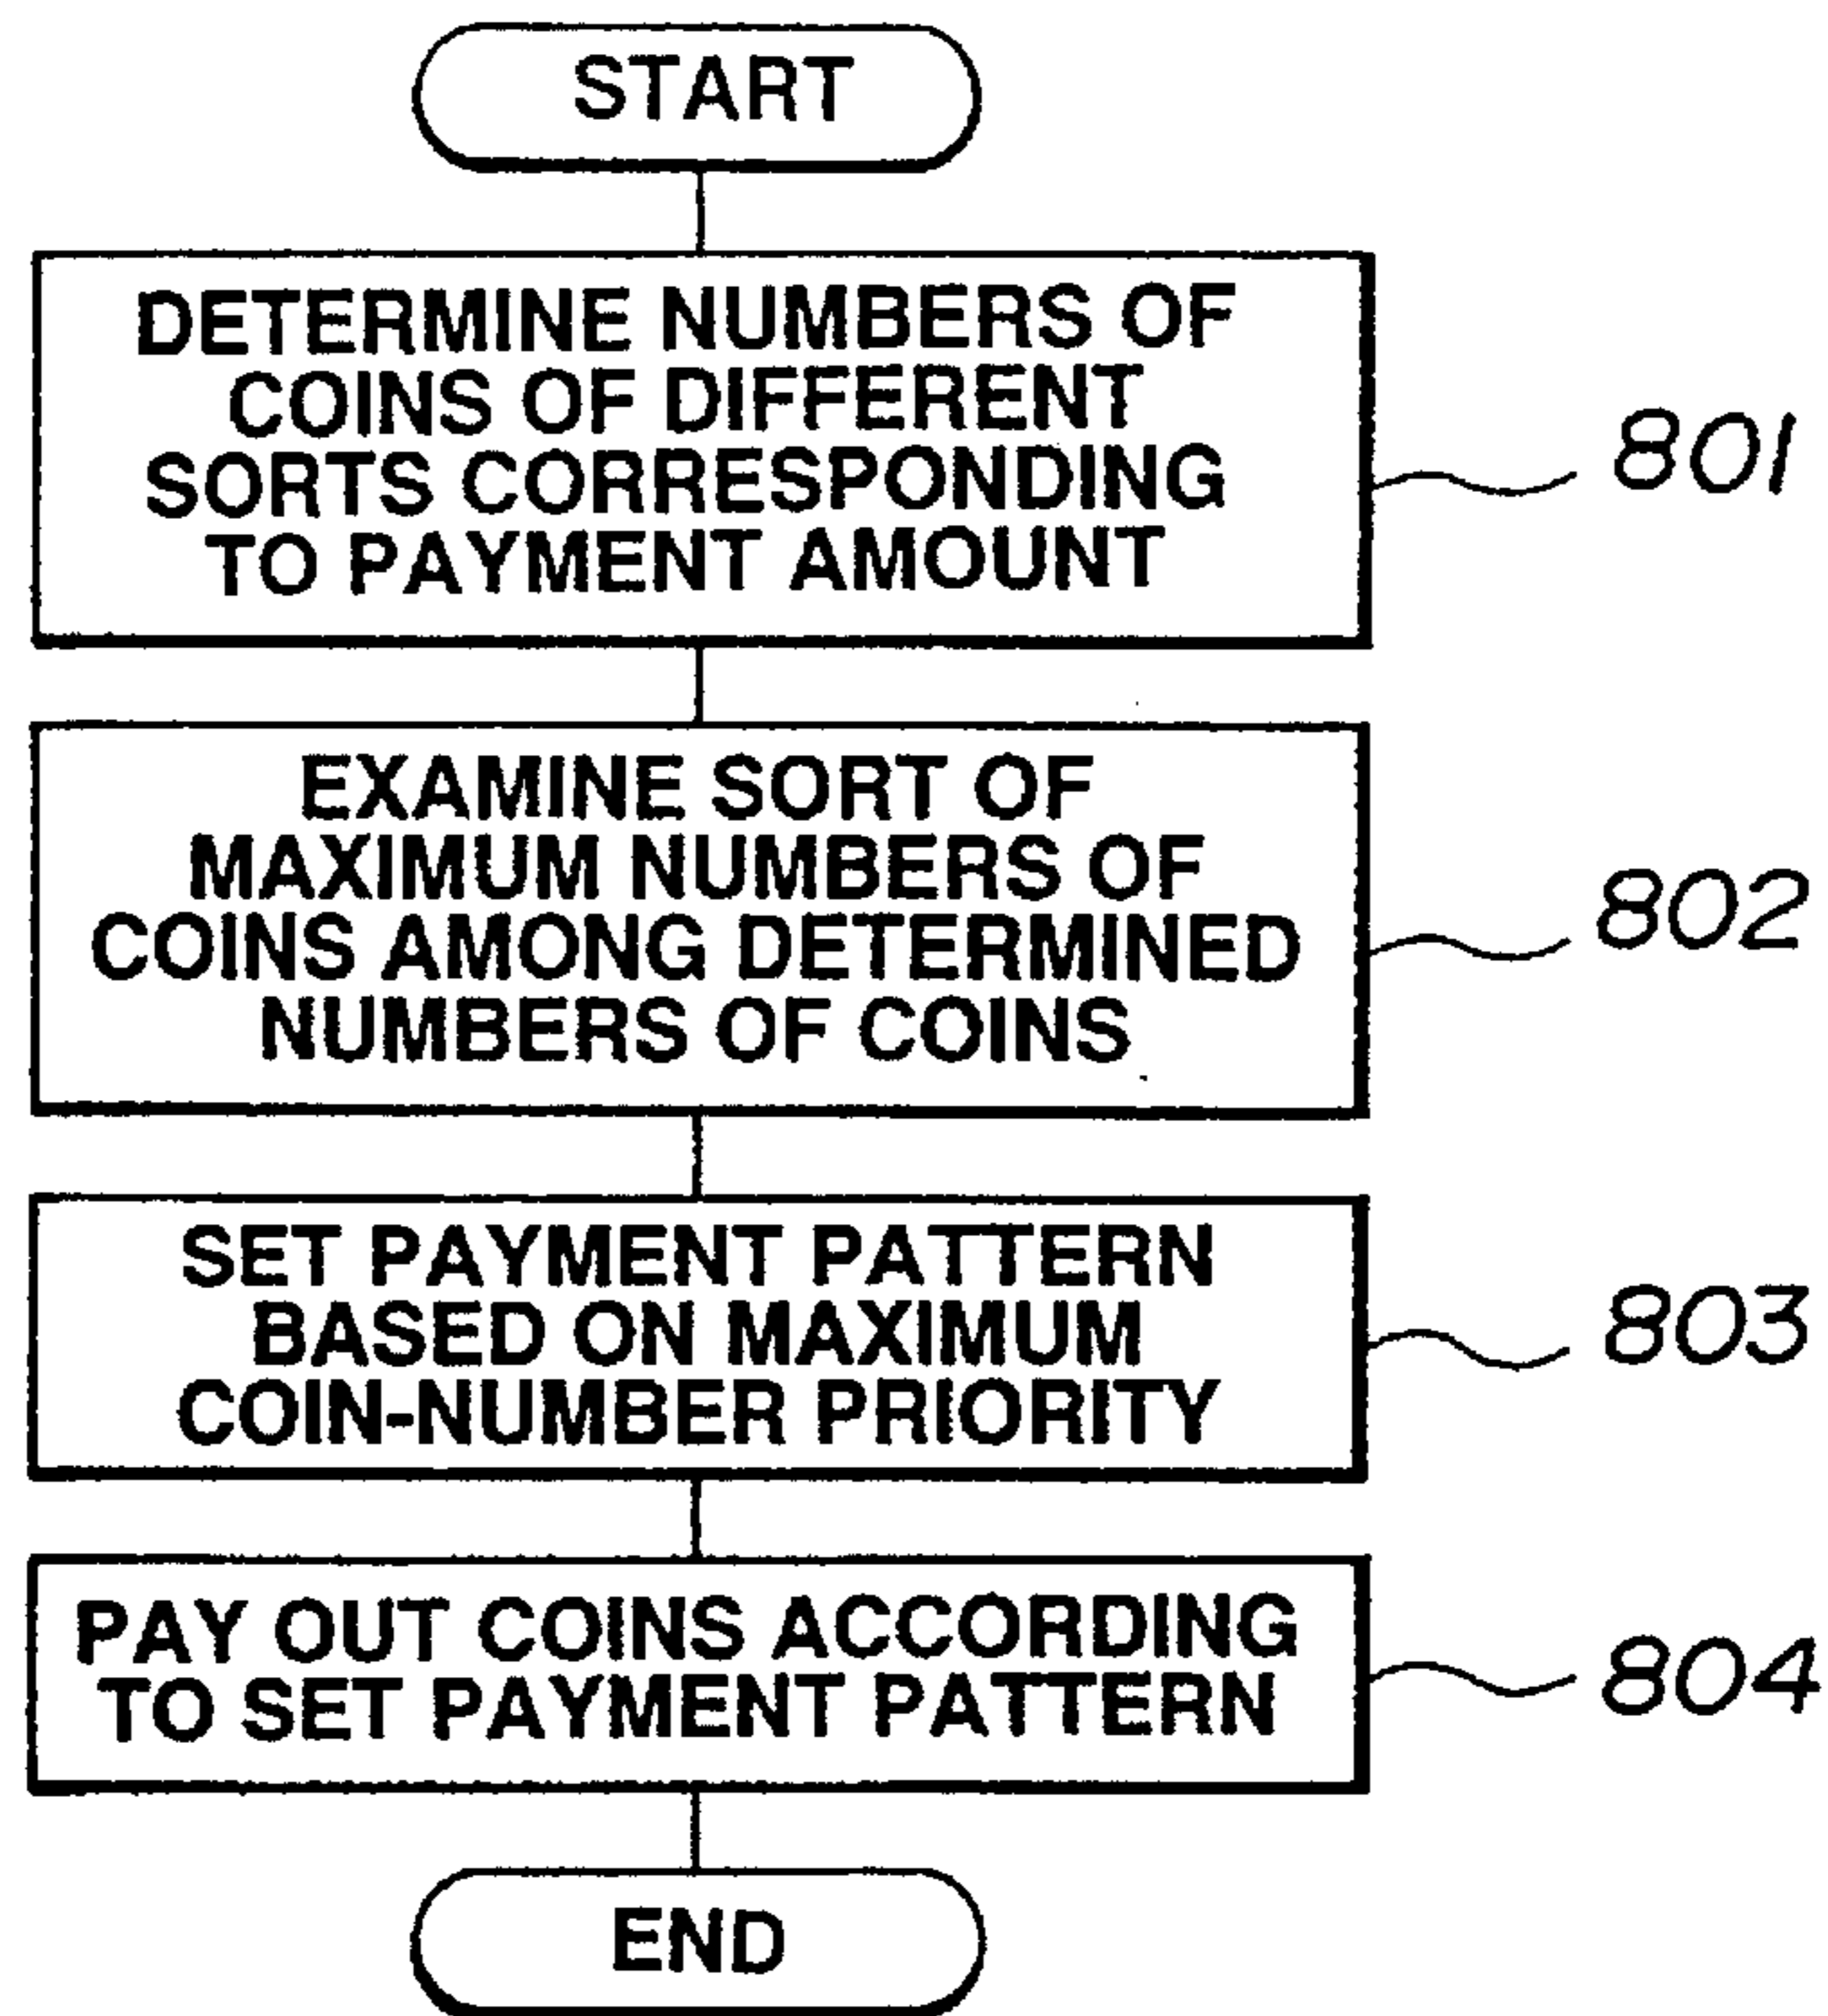 START
DETERMINE NUMBERS OF
COINS OF DIFFERENT
SORTS CORRESPONDING
TO PAYMENT AMOUNT
801
EXAMINE SORT OF
MAXIMUM NUMBERS OF
COINS AMONG DETERMINED
NUMBERS OF COINS
802
SET PAYMENT PATTERN
BASED ON MAXIMUM
COIN-NUMBER PRIORITY
803
PAY OUT COINS ACCORDING
TO SET PAYMENT PATTERN
804
END